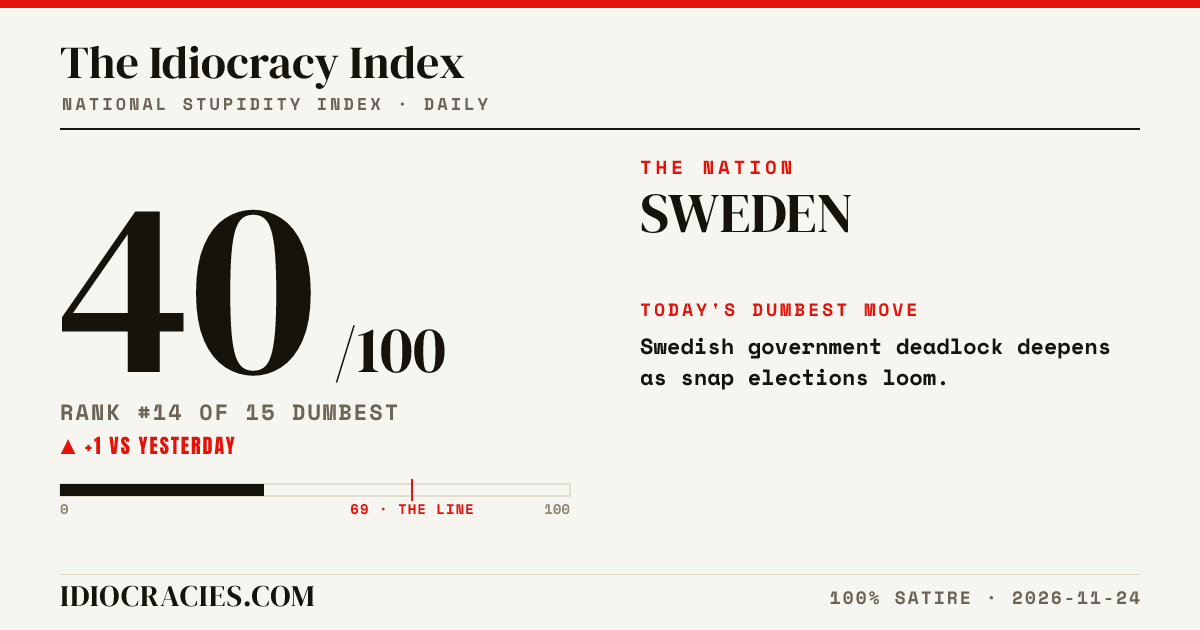 The Idiocracy Index
NATIONAL STUPIDITY INDEX · DAILY
40 /100
RANK #14 OF 15 DUMBEST
▲ +1 VS YESTERDAY
0
69 · THE LINE
100
THE NATION
SWEDEN
TODAY'S DUMBEST MOVE
Swedish government deadlock deepens
as snap elections loom.
IDIOCRACIES.COM
100% SATIRE · 2026-11-24